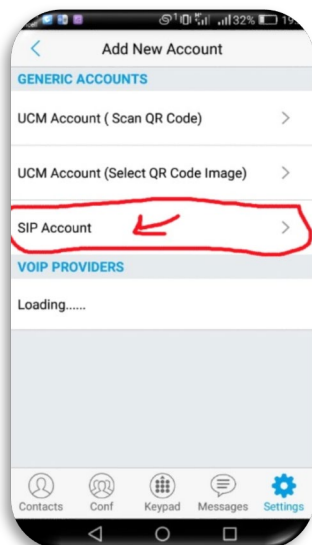 32%
Add New Account
GENERIC ACCOUNTS
UCM Account ( Scan QR Code)
UCM Account (Select QR Code Image)
SIP Account
VOIP PROVIDERS
Loading......
Contacts Conf Keypad Messages Settings